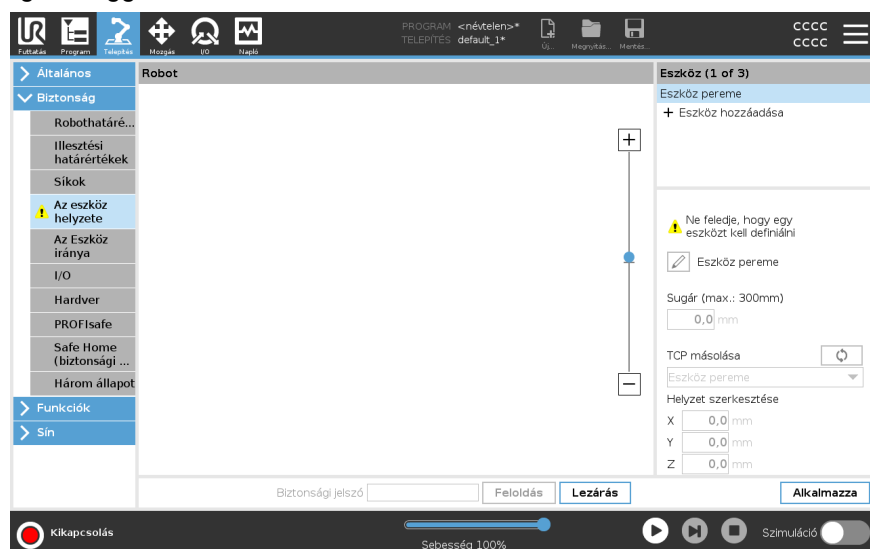 PROGRAM <névtelen>*
TELEPÍTÉS default_1*
cccc
cccc
Futtatás Program Telepítés Mozgás I/O Napló Új... Megnyitás... Mentés...
Általános
Biztonság
Robothatáré...
Illesztési
határértékek
Síkok
Az eszköz
helyzete
Az Eszköz
iránya
I/O
Hardver
PROFIsafe
Safe Home
(biztonsági ...
Három állapot
Funkciók
Sín
Robot
Eszköz (1 of 3)
Eszköz pereme
+ Eszköz hozzáadása
Ne feledje, hogy egy
eszközt kell definiálni
Eszköz pereme
Sugár (max.: 300mm)
0,0 mm
TCP másolása
Eszköz pereme
Helyzet szerkesztése
X 0,0 mm
Y 0,0 mm
Z 0,0 mm
Biztonsági jelszó Feloldás Lezárás Alkalmazza
Kikapcsolás
Sebesség 100%
Szimuláció